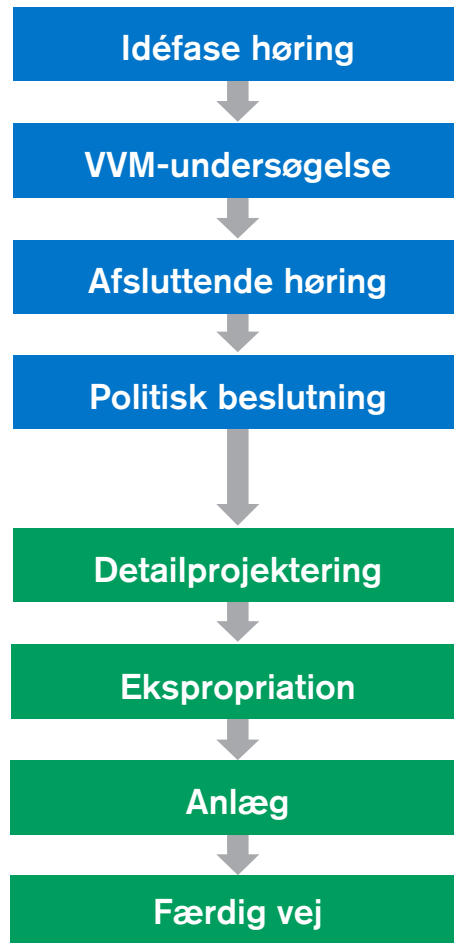 Idéfase høring
VVM-undersøgelse
Afsluttende høring
Politisk beslutning
Detailprojektering
Ekspropriation
Anlæg
Færdig vej